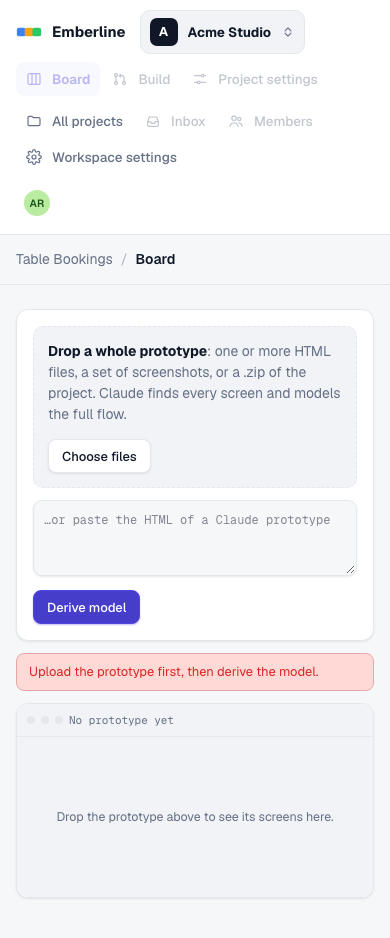 Emberline
A Acme Studio
Board Build Project settings
All projects Inbox Members
Workspace settings
AR
Table Bookings / Board
Drop a whole prototype: one or more HTML
files, a set of screenshots, or a .zip of the
project. Claude finds every screen and models
the full flow.
Choose files
…or paste the HTML of a Claude prototype
Derive model
Upload the prototype first, then derive the model.
No prototype yet
Drop the prototype above to see its screens here.